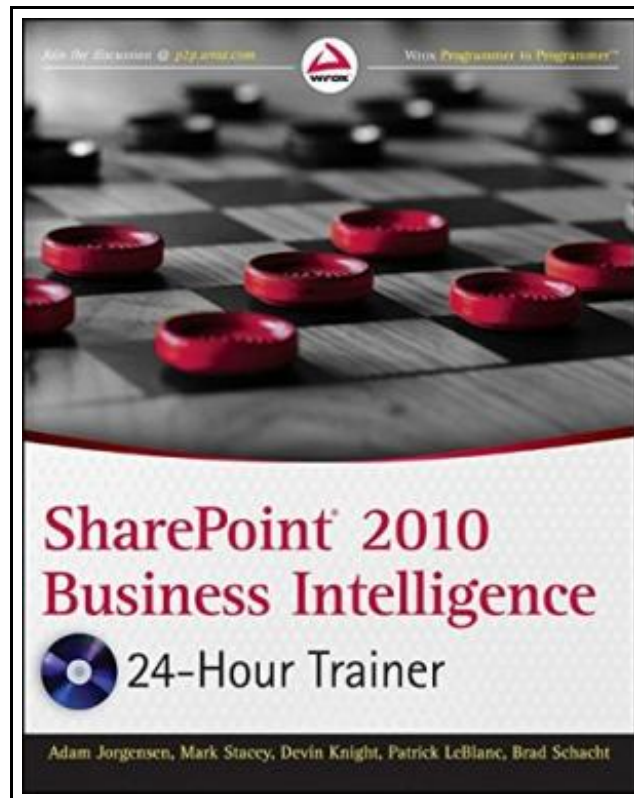 Join the discussion @ p2p.wrox.com
Wrox Programmer to Programmer™
wrox
SharePoint® 2010
Business Intelligence
24-Hour Trainer
Adam Jorgensen, Mark Stacey, Devin Knight, Patrick LeBlanc, Brad Schacht